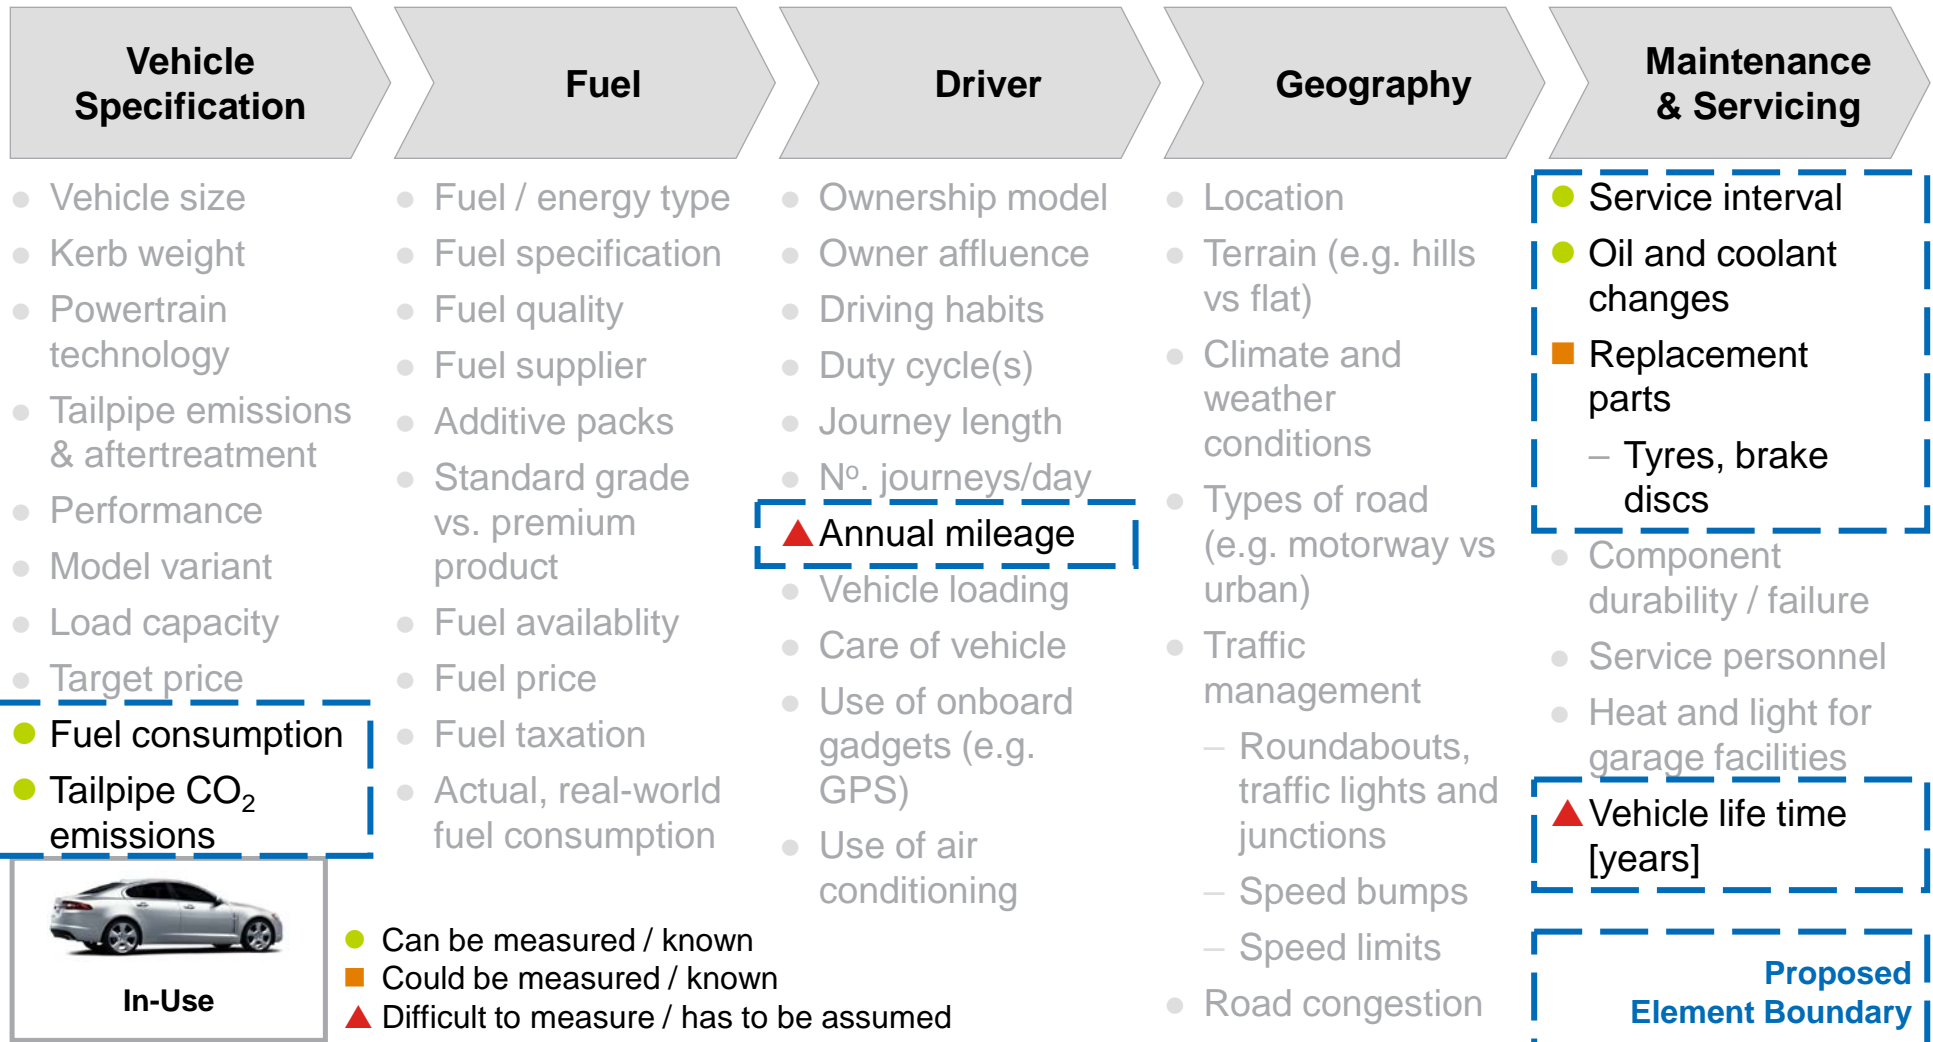 Vehicle
Specification
Fuel
Driver
Geography
Maintenance
& Servicing
● Vehicle size
● Kerb weight
● Powertrain
technology
● Tailpipe emissions
& aftertreatment
● Performance
● Model variant
● Load capacity
● Target price
● Fuel consumption
● Tailpipe CO₂
emissions
● Fuel / energy type
● Fuel specification
● Fuel quality
● Fuel supplier
● Additive packs
● Standard grade
vs. premium
product
● Fuel availablity
● Fuel price
● Fuel taxation
● Actual, real-world
fuel consumption
● Ownership model
● Owner affluence
● Driving habits
● Duty cycle(s)
● Journey length
● Nº. journeys/day
▲ Annual mileage
● Vehicle loading
● Care of vehicle
● Use of onboard
gadgets (e.g.
GPS)
● Use of air
conditioning
● Location
● Terrain (e.g. hills
vs flat)
● Climate and
weather
conditions
● Types of road
(e.g. motorway vs
urban)
● Traffic
management
– Roundabouts,
traffic lights and
junctions
– Speed bumps
– Speed limits
● Road congestion
● Service interval
● Oil and coolant
changes
■ Replacement
parts
– Tyres, brake
discs
● Component
durability / failure
● Service personnel
● Heat and light for
garage facilities
▲ Vehicle life time
[years]
In-Use
● Can be measured / known
■ Could be measured / known
▲ Difficult to measure / has to be assumed
Proposed
Element Boundary